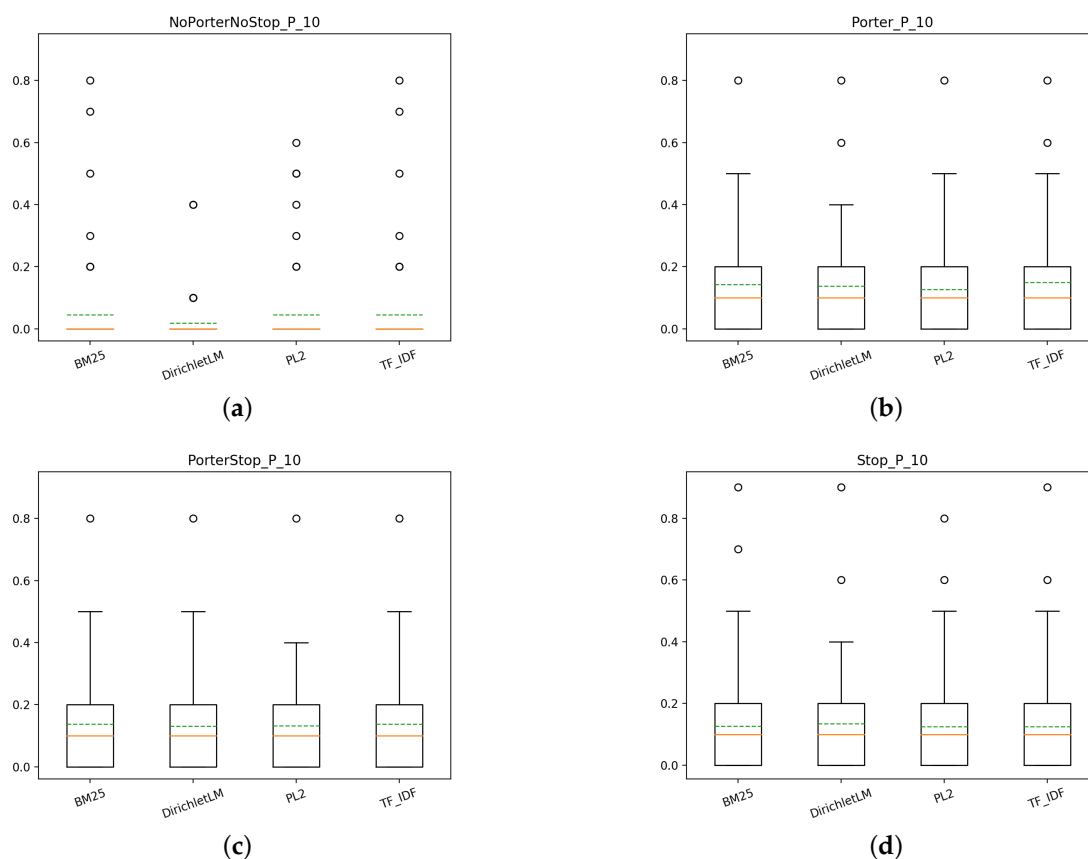 NoPorterNoStop_P_10
0.8
0.6
0.4
0.2
0.0
BM25
DirichletLM
PL2
TF_IDF
(a)
Porter_P_10
0.8
0.6
0.4
0.2
0.0
BM25
DirichletLM
PL2
TF_IDF
(b)
PorterStop_P_10
0.8
0.6
0.4
0.2
0.0
BM25
DirichletLM
PL2
TF_IDF
(c)
Stop_P_10
0.8
0.6
0.4
0.2
0.0
BM25
DirichletLM
PL2
TF_IDF
(d)